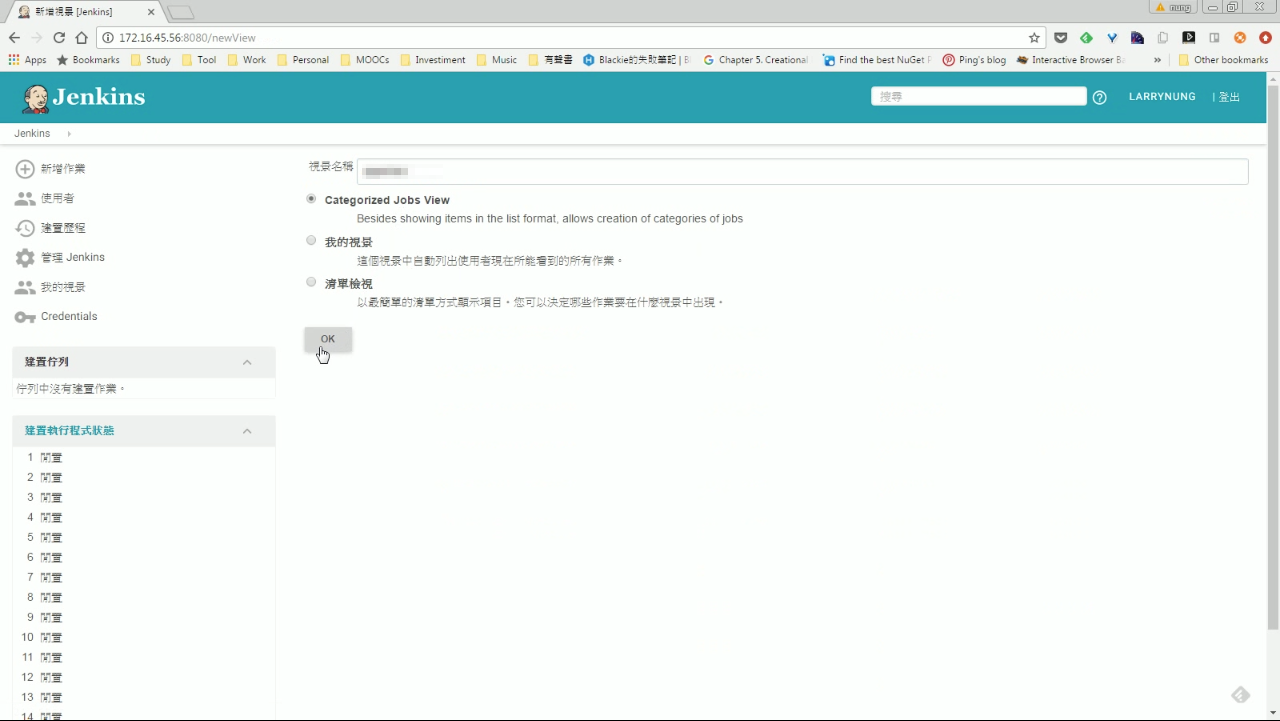 新增視景 [Jenkins]
nung
172.16.45.56:8080/newView
Apps Bookmarks Study Tool Work Personal MOOCs Investment Music 有聲書 Blackie的失敗筆記 | Bl Chapter 5. Creational Find the best NuGet P Ping's blog Interactive Browser Ba » Other bookmarks
Jenkins 搜尋 LARRYNUNG | 登出
Jenkins
新增作業
使用者
建置歷程
管理 Jenkins
我的視景
Credentials
建置佇列
佇列中沒有建置作業。
建置執行程式狀態
1 閒置
2 閒置
3 閒置
4 閒置
5 閒置
6 閒置
7 閒置
8 閒置
9 閒置
10 閒置
11 閒置
12 閒置
13 閒置
14 閒置
視景名稱
Categorized Jobs View
Besides showing items in the list format, allows creation of categories of jobs
我的視景
這個視景中自動列出使用者現在所能看到的所有作業。
清單檢視
以最簡單的清單方式顯示項目。您可以決定哪些作業要在什麼視景中出現。
OK